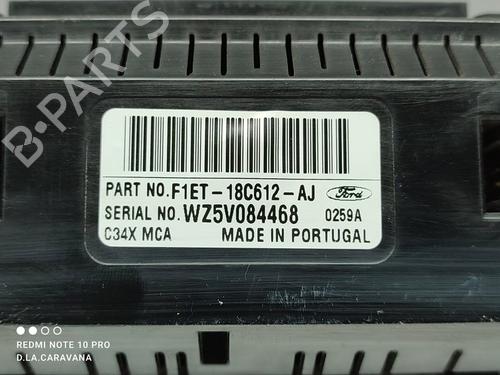 B-PARTS
PART NO. F1ET-18C612-AJ Ford
SERIAL NO. WZ5V084468 0259A
C34X MCA MADE IN PORTUGAL
REDMI NOTE 10 PRO
D.LA.CARAVANA